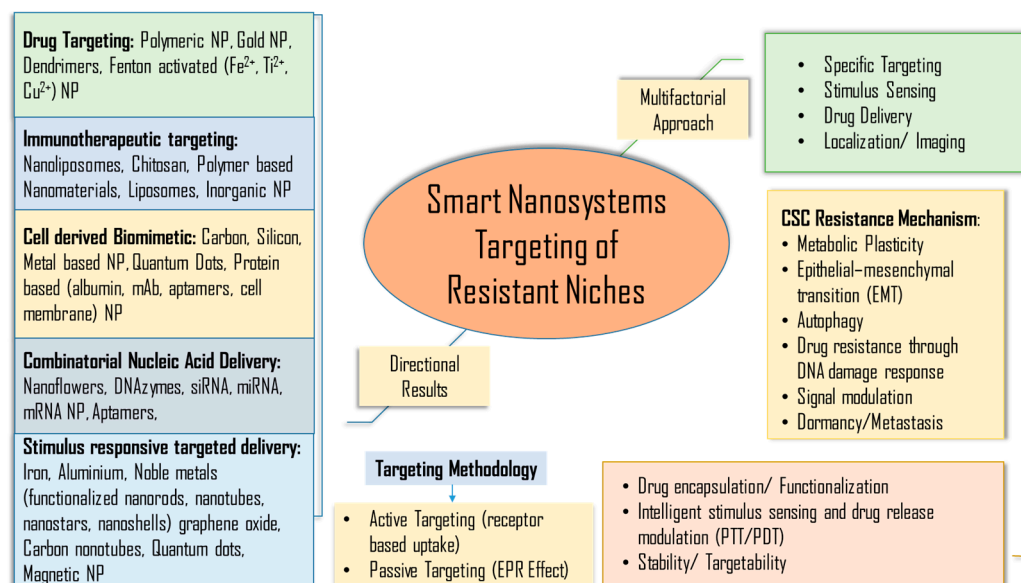 Drug Targeting: Polymeric NP, Gold NP,
Dendrimers, Fenton activated (Fe²⁺, Ti²⁺,
Cu²⁺) NP
Immunotherapeutic targeting:
Nanoliposomes, Chitosan, Polymer based
Nanomaterials, Liposomes, Inorganic NP
Cell derived Biomimetic: Carbon, Silicon,
Metal based NP, Quantum Dots, Protein
based (albumin, mAb, aptamers, cell
membrane) NP
Combinatorial Nucleic Acid Delivery:
Nanoflowers, DNAzymes, siRNA, miRNA,
mRNA NP, Aptamers,
Stimulus responsive targeted delivery:
Iron, Aluminium, Noble metals
(functionalized nanorods, nanotubes,
nanostars, nanoshells) graphene oxide,
Carbon nonotubes, Quantum dots,
Magnetic NP
Multifactorial
Approach
Smart Nanosystems
Targeting of
Resistant Niches
Directional
Results
Targeting Methodology
• Active Targeting (receptor
based uptake)
• Passive Targeting (EPR Effect)
• Specific Targeting
• Stimulus Sensing
• Drug Delivery
• Localization/ Imaging
CSC Resistance Mechanism:
• Metabolic Plasticity
• Epithelial–mesenchymal
transition (EMT)
• Autophagy
• Drug resistance through
DNA damage response
• Signal modulation
• Dormancy/Metastasis
• Drug encapsulation/ Functionalization
• Intelligent stimulus sensing and drug release
modulation (PTT/PDT)
• Stability/ Targetability